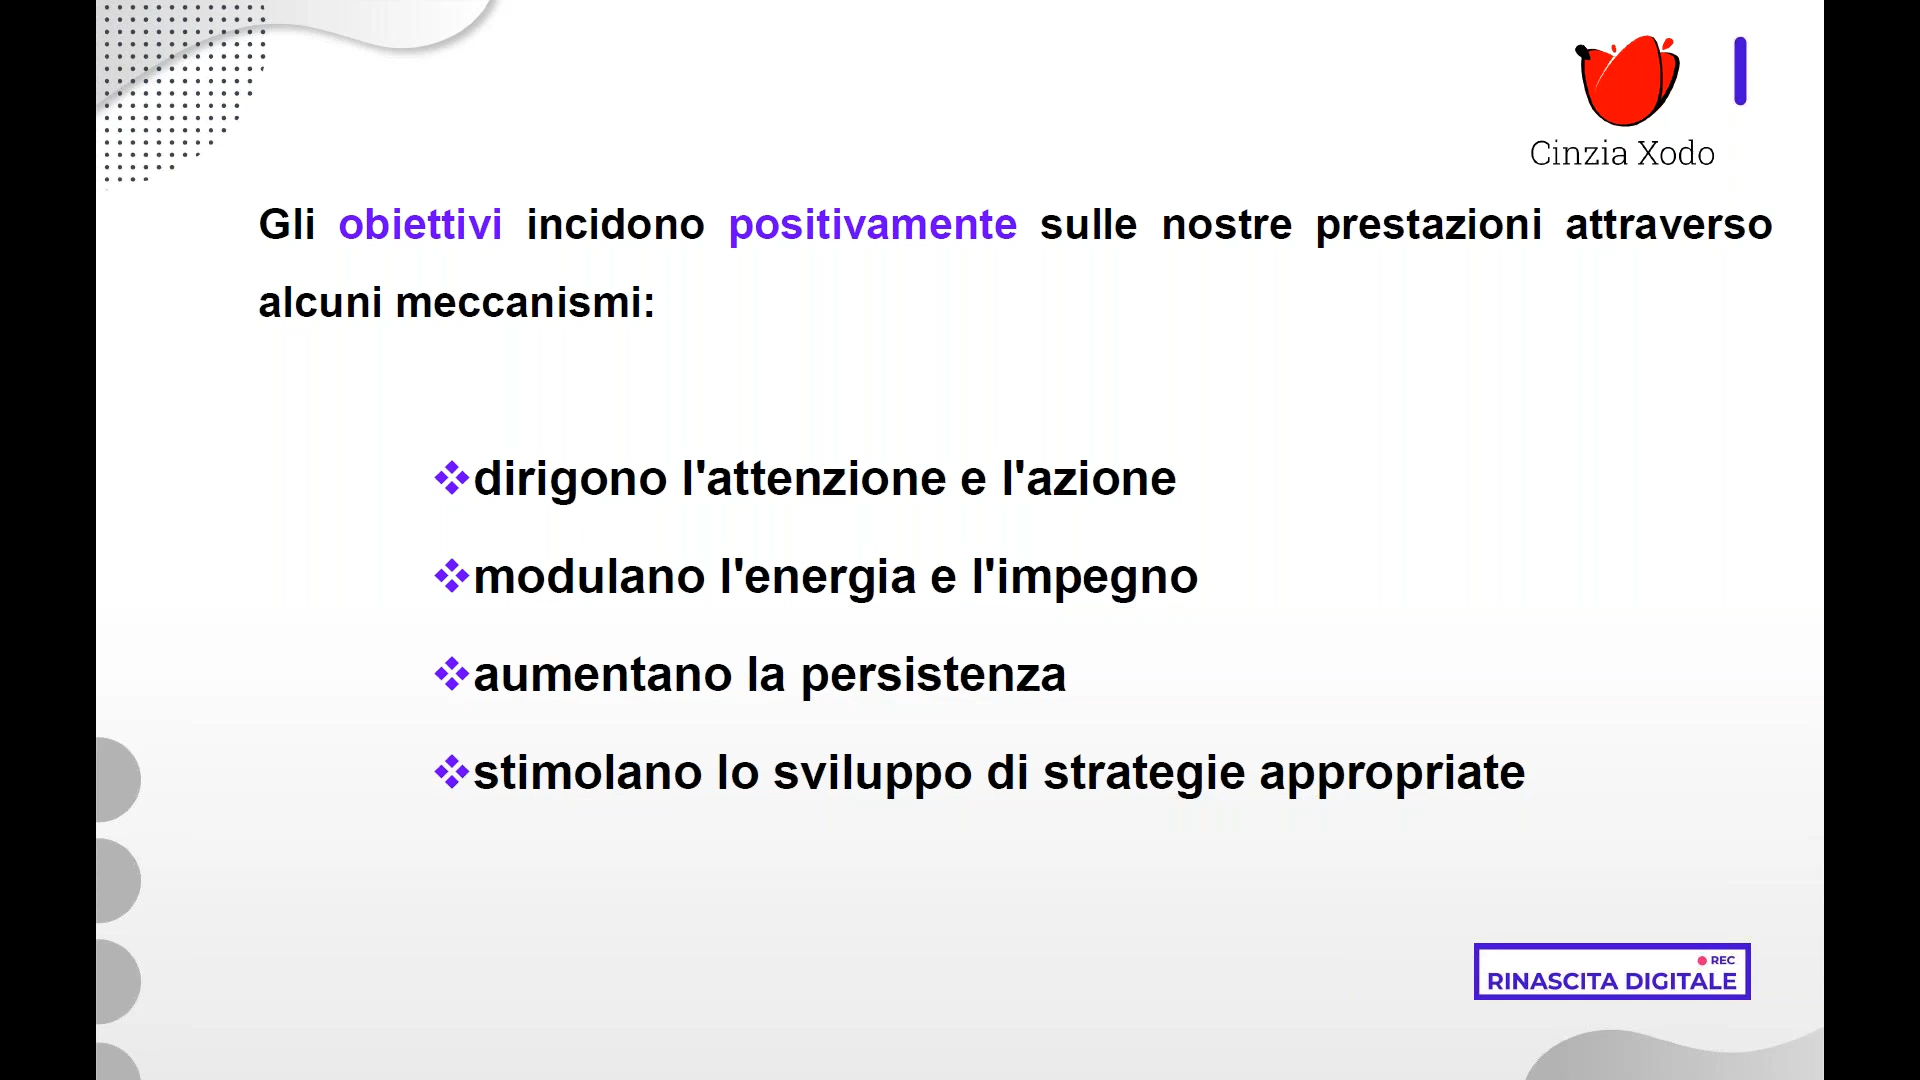 Cinzia Xodo
Gli obiettivi incidono positivamente sulle nostre prestazioni attraverso
alcuni meccanismi:
dirigono l'attenzione e l'azione
modulano l'energia e l'impegno
aumentano la persistenza
stimolano lo sviluppo di strategie appropriate
REC
RINASCITA DIGITALE